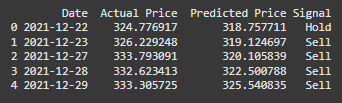 Date Actual Price Predicted Price Signal
0 2021-12-22 324.776917 318.757711 Hold
1 2021-12-23 326.229248 319.124697 Sell
2 2021-12-27 333.793091 320.105839 Sell
3 2021-12-28 332.623413 322.500788 Sell
4 2021-12-29 333.305725 325.540835 Sell